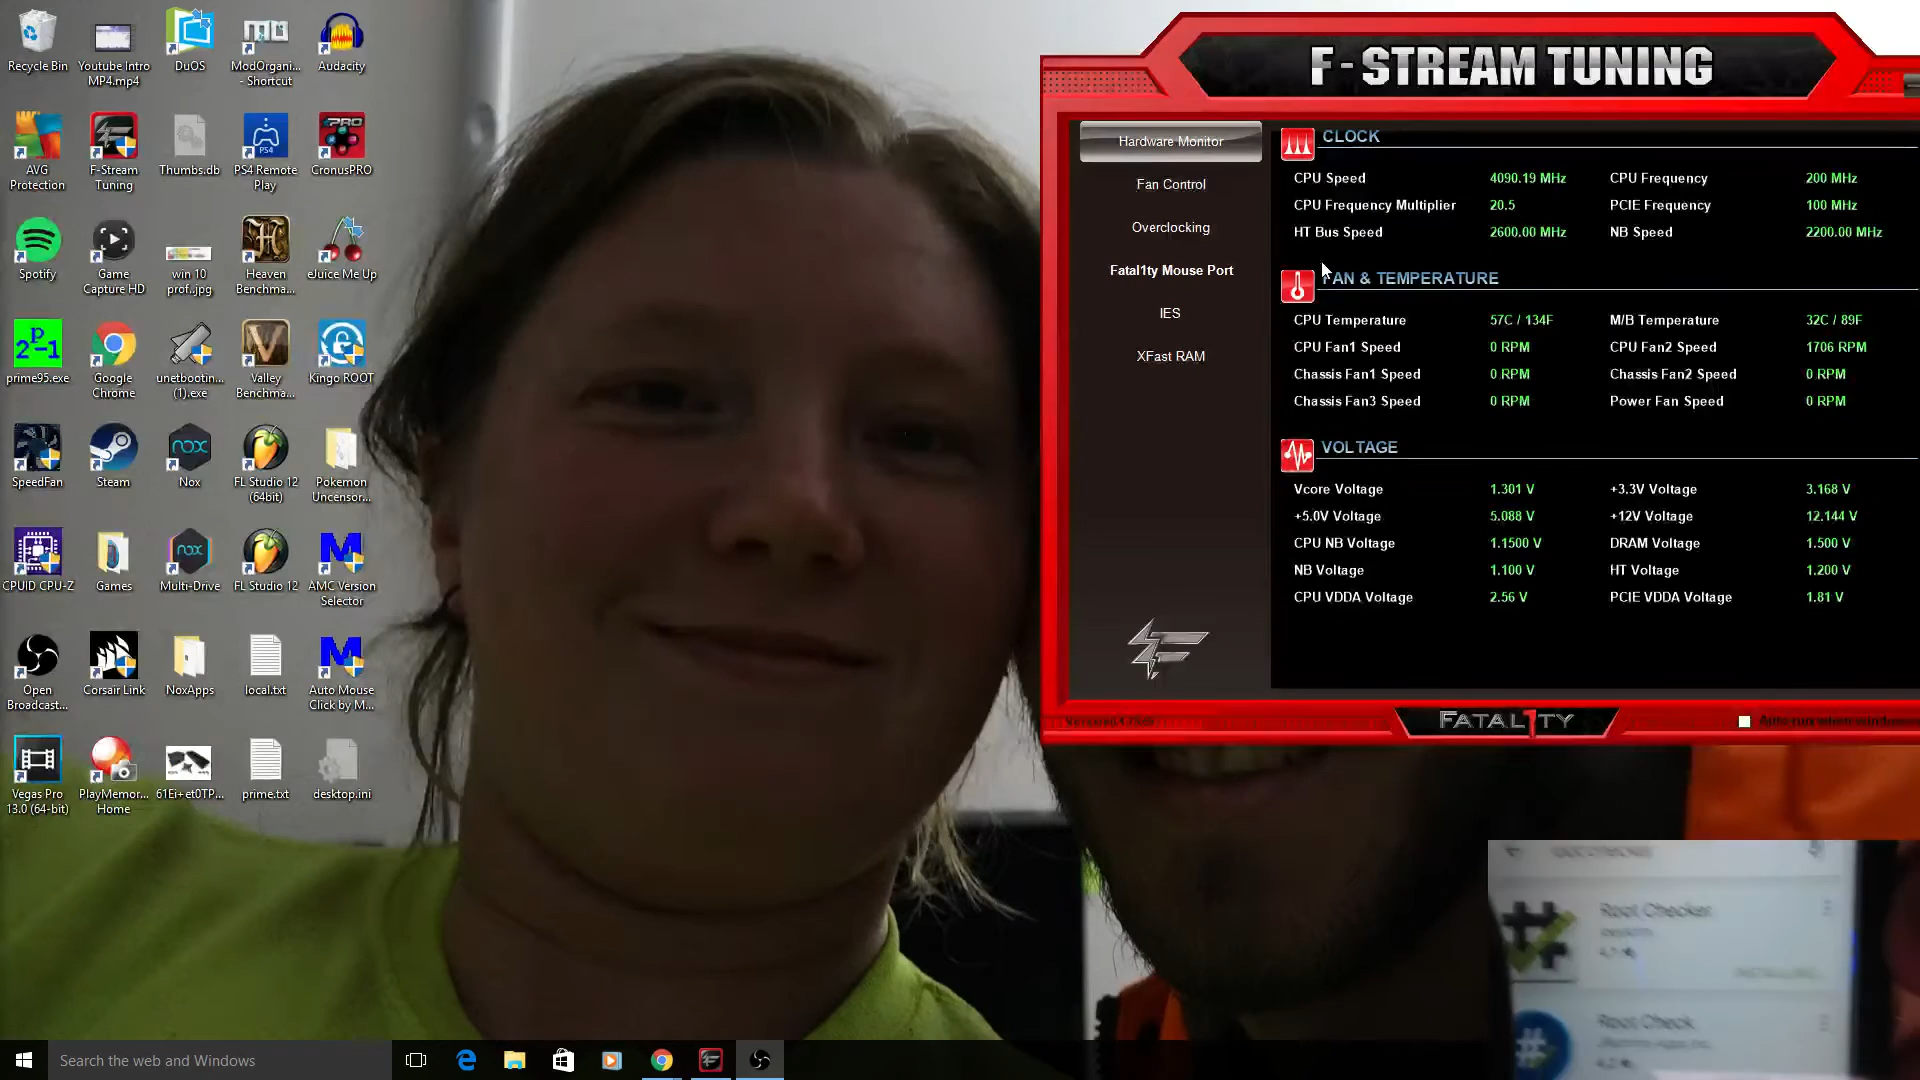 Recycle Bin
Youtube Intro
MP4.mp4
DuOS
ModOrgani...
- Shortcut
Audacity
AVG
Protection
F-Stream
Tuning
Thumbs.db
PS4 Remote
Play
CronusPRO
Spotify
Game
Capture HD
win 10
prof..jpg
Heaven
Benchma...
eJuice Me Up
prime95.exe
Google
Chrome
unetbootin...
(1).exe
Valley
Benchma...
Kingo ROOT
SpeedFan
Steam
Nox
FL Studio 12
(64bit)
Pokemon
Uncensor...
CPUID CPU-Z
Games
Multi-Drive
FL Studio 12
AMC Version
Selector
Open
Broadcast...
Corsair Link
NoxApps
local.txt
Auto Mouse
Click by M...
Vegas Pro
13.0 (64-bit)
PlayMemor...
Home
61Ei+et0TP...
prime.txt
desktop.ini
F-STREAM TUNING
Hardware Monitor
Fan Control
Overclocking
Fatal1ty Mouse Port
IES
XFast RAM
CLOCK
CPU Speed 4090.19 MHz CPU Frequency 200 MHz
CPU Frequency Multiplier 20.5 PCIE Frequency 100 MHz
HT Bus Speed 2600.00 MHz NB Speed 2200.00 MHz
FAN & TEMPERATURE
CPU Temperature 57C / 134F M/B Temperature 32C / 89F
CPU Fan1 Speed 0 RPM CPU Fan2 Speed 1706 RPM
Chassis Fan1 Speed 0 RPM Chassis Fan2 Speed 0 RPM
Chassis Fan3 Speed 0 RPM Power Fan Speed 0 RPM
VOLTAGE
Vcore Voltage 1.301 V +3.3V Voltage 3.168 V
+5.0V Voltage 5.088 V +12V Voltage 12.144 V
CPU NB Voltage 1.1500 V DRAM Voltage 1.500 V
NB Voltage 1.100 V HT Voltage 1.200 V
CPU VDDA Voltage 2.56 V PCIE VDDA Voltage 1.81 V
FATAL1TY
Auto run when windows
Root Checker
Root Check
Search the web and Windows